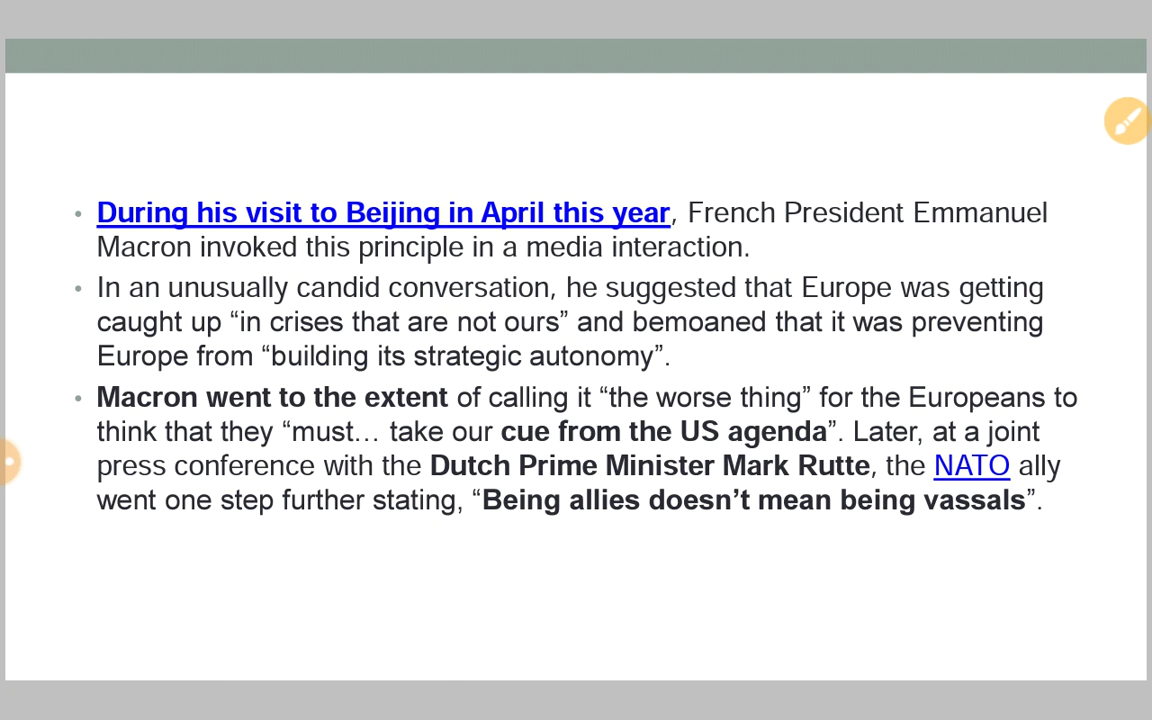 During his visit to Beijing in April this year, French President Emmanuel
Macron invoked this principle in a media interaction.
In an unusually candid conversation, he suggested that Europe was getting
caught up “in crises that are not ours” and bemoaned that it was preventing
Europe from “building its strategic autonomy”.
Macron went to the extent of calling it “the worse thing” for the Europeans to
think that they “must… take our cue from the US agenda”. Later, at a joint
press conference with the Dutch Prime Minister Mark Rutte, the NATO ally
went one step further stating, “Being allies doesn’t mean being vassals”.